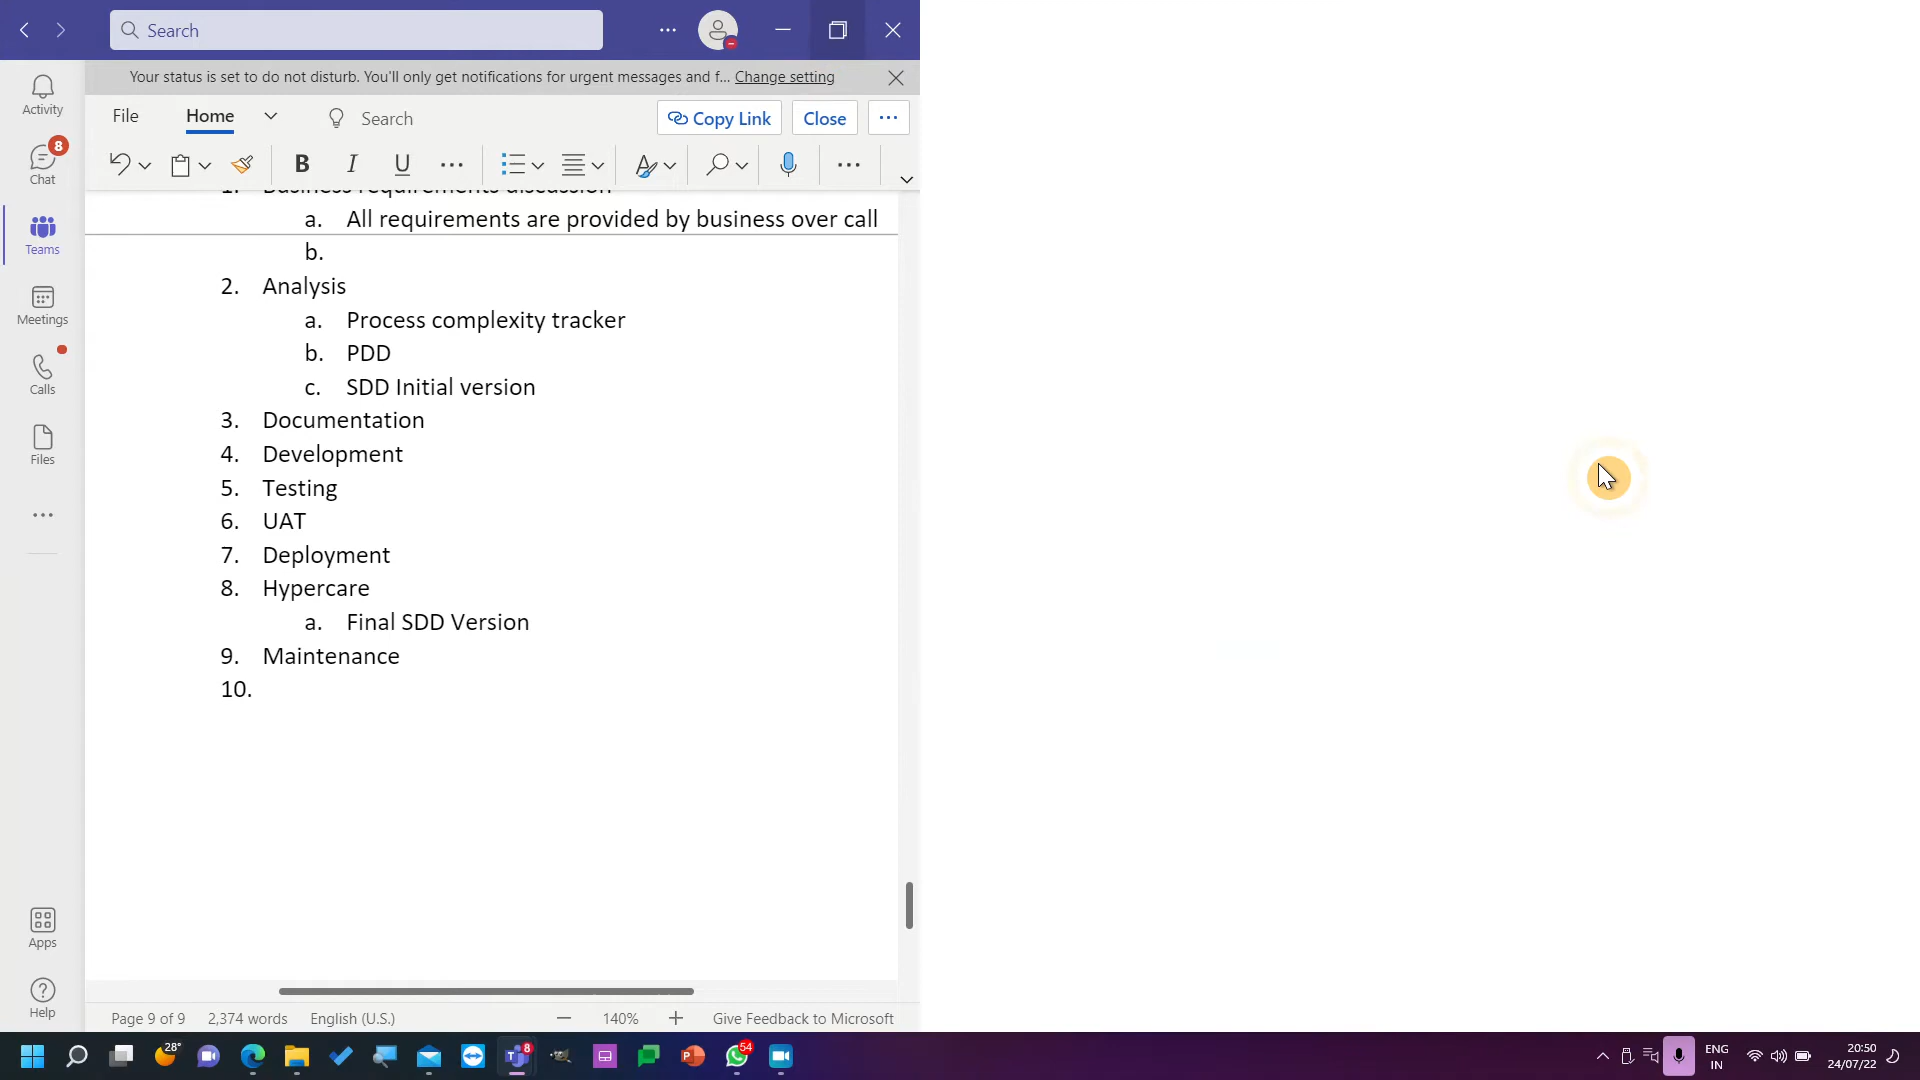 Search
Your status is set to do not disturb. You'll only get notifications for urgent messages and f... Change setting
Activity
File Home Search Copy Link Close
8
Chat
B I U
1. Business requirements discussion
a. All requirements are provided by business over call
Teams
b.
2. Analysis
Meetings
a. Process complexity tracker
b. PDD
Calls
c. SDD Initial version
3. Documentation
4. Development
Files
5. Testing
6. UAT
7. Deployment
8. Hypercare
a. Final SDD Version
9. Maintenance
10.
Apps
Help
Page 9 of 9 2,374 words English (U.S.) 140% Give Feedback to Microsoft
28° 8 54
ENG
IN
20:50
24/07/22